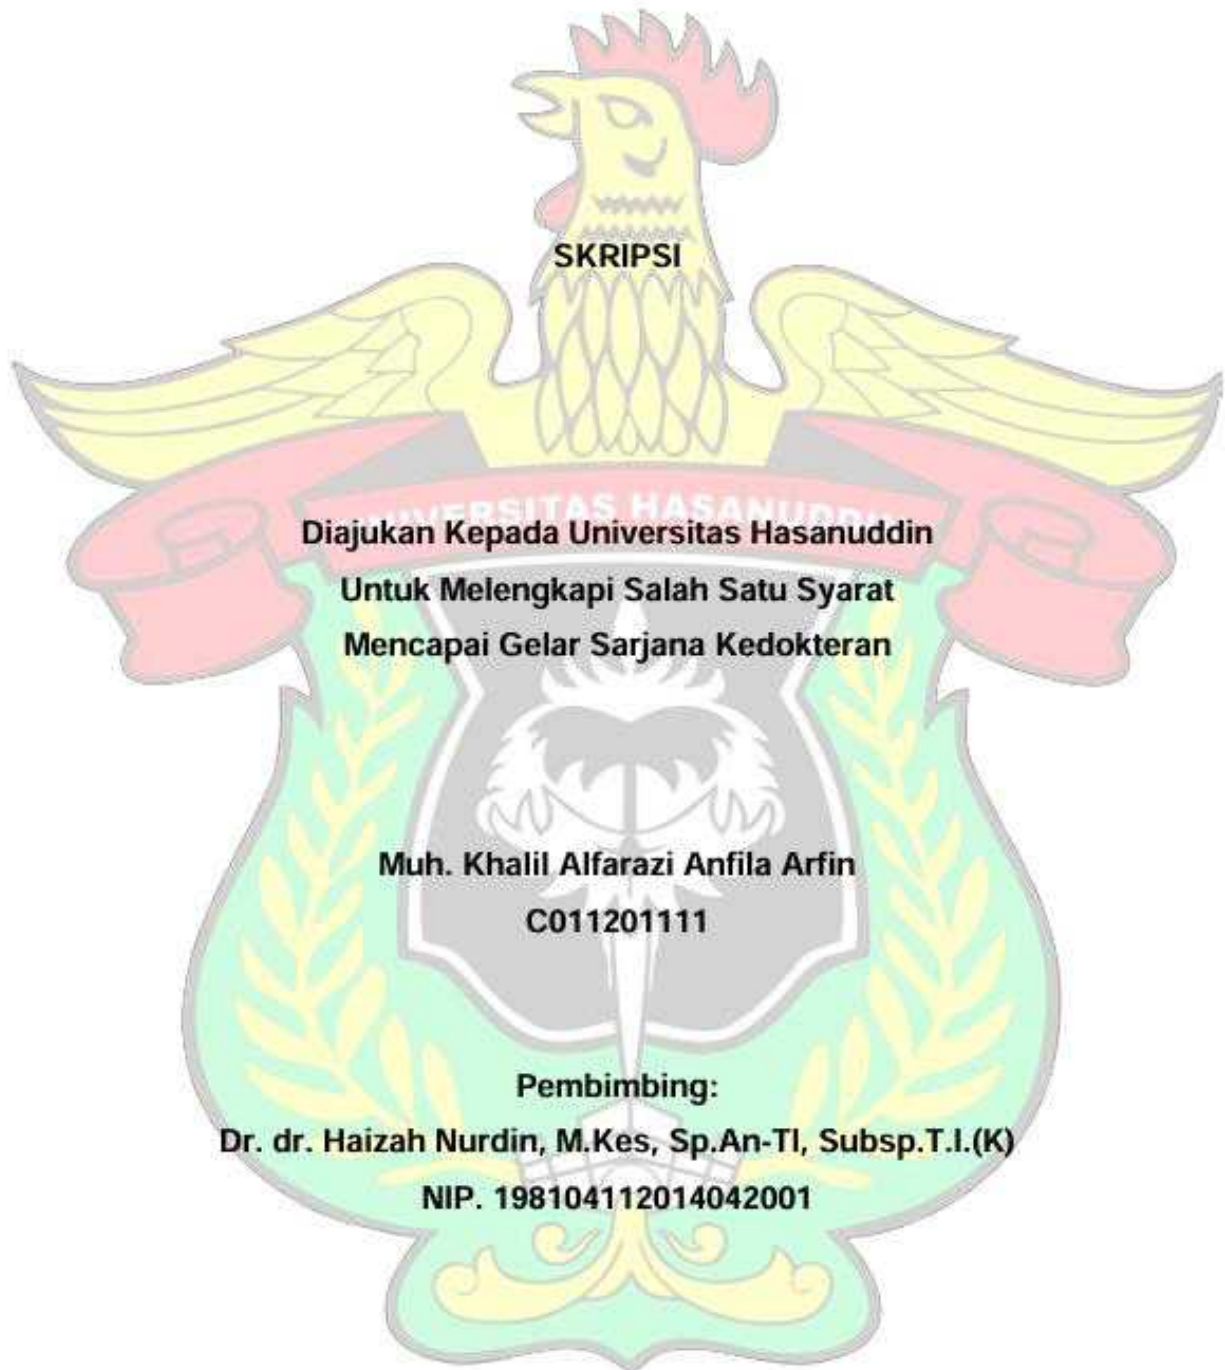 SKRIPSI
UNIVERSITAS HASANUDDIN
Diajukan Kepada Universitas Hasanuddin
Untuk Melengkapi Salah Satu Syarat
Mencapai Gelar Sarjana Kedokteran
Muh. Khalil Alfarazi Anfila Arfin
C011201111
Pembimbing:
Dr. dr. Haizah Nurdin, M.Kes, Sp.An-TI, Subsp.T.I.(K)
NIP. 198104112014042001